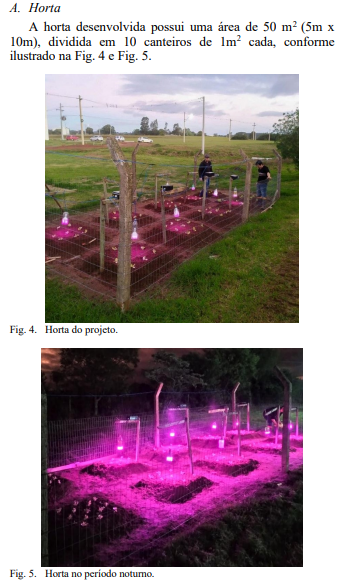 A. Horta
A horta desenvolvida possui uma área de 50 m² (5m x
10m), dividida em 10 canteiros de 1m² cada, conforme
ilustrado na Fig. 4 e Fig. 5.
Fig. 4. Horta do projeto.
Fig. 5. Horta no período noturno.